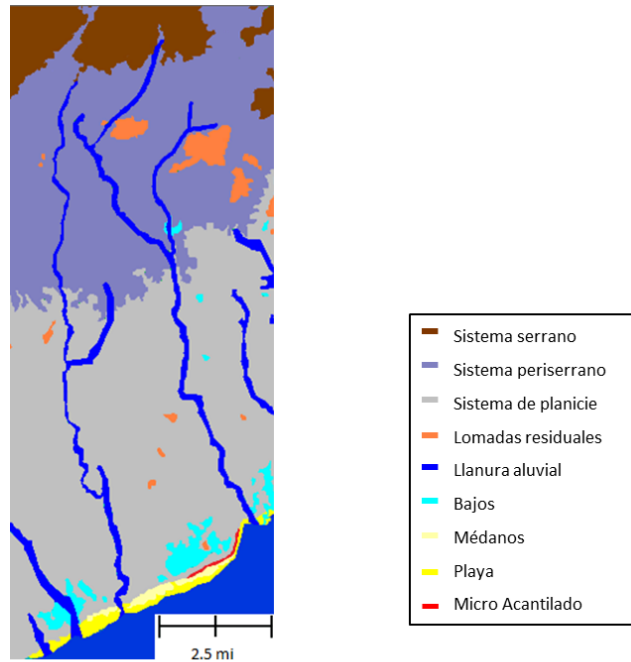 Sistema serrano
Sistema periserrano
Sistema de planicie
Lomadas residuales
Llanura aluvial
Bajos
Médanos
Playa
Micro Acantilado
2.5 mi